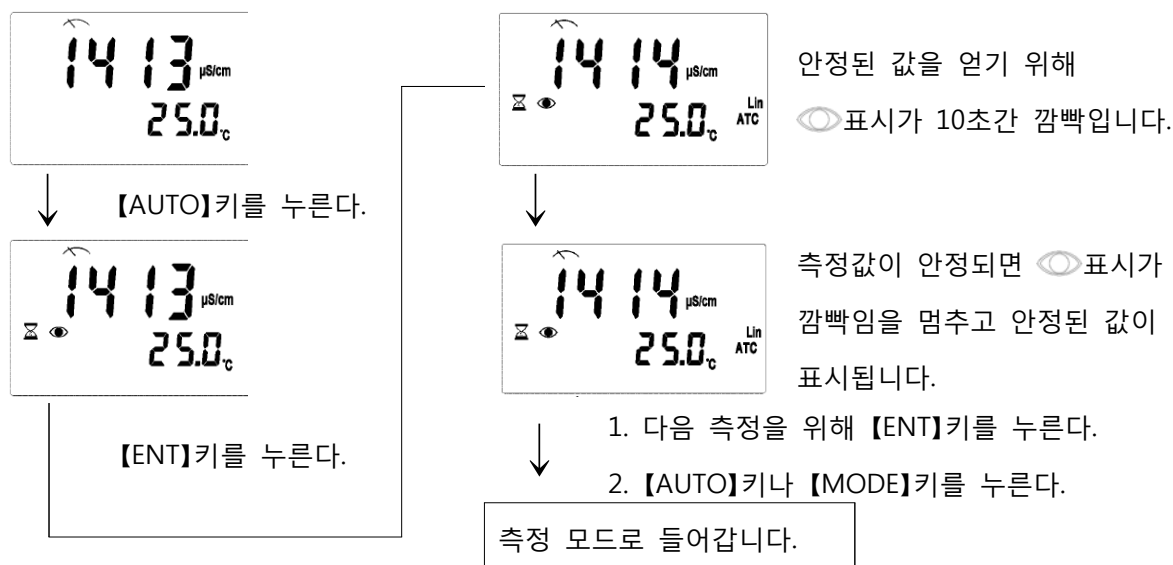 1413 µS/cm
25.0 ℃
【AUTO】키를 누른다.
1413 µS/cm
25.0 ℃
【ENT】키를 누른다.
1414 µS/cm
25.0 ℃ Lin ATC
안정된 값을 얻기 위해
표시가 10초간 깜빡입니다.
1414 µS/cm
25.0 ℃ Lin ATC
측정값이 안정되면 표시가
깜빡임을 멈추고 안정된 값이
표시됩니다.
1. 다음 측정을 위해【ENT】키를 누른다.
2.【AUTO】키나【MODE】키를 누른다.
측정 모드로 들어갑니다.